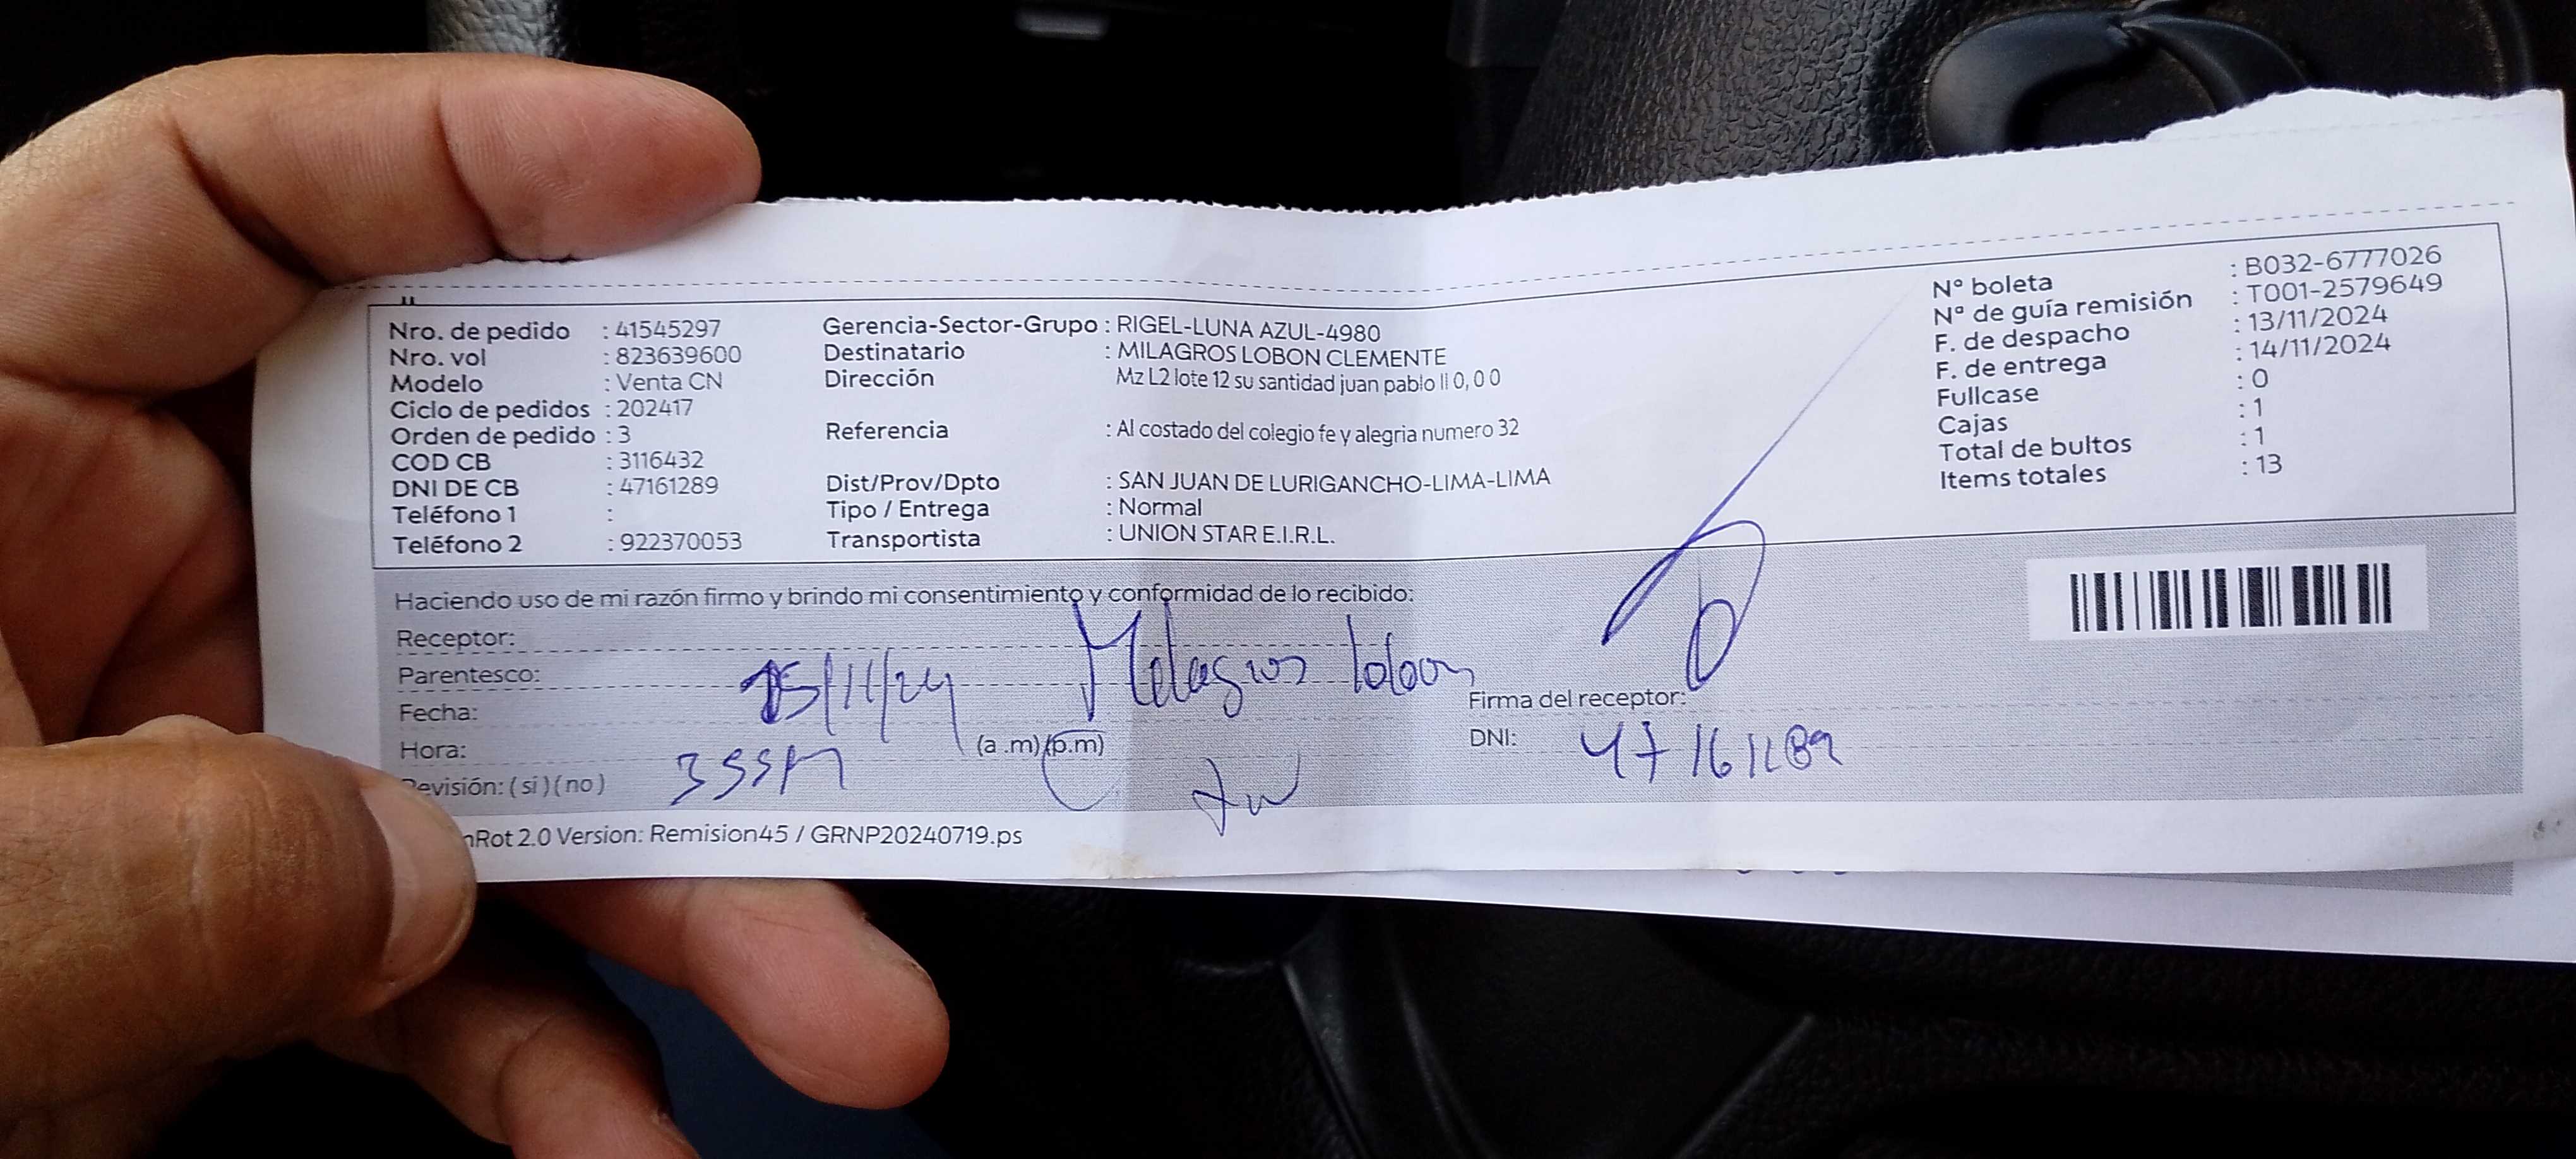 Nro. de pedido : 41545297
Nro. vol : 823639600
Modelo : Venta CN
Ciclo de pedidos : 202417
Orden de pedido : 3
COD CB : 3116432
DNI DE CB : 47161289
Teléfono 1 :
Teléfono 2 : 922370053
Gerencia-Sector-Grupo : RIGEL-LUNA AZUL-4980
Destinatario : MILAGROS LOBON CLEMENTE
Dirección Mz L2 lote 12 su santidad juan pablo II 0, 0 0
Referencia : Al costado del colegio fe y alegria numero 32
Dist/Prov/Dpto : SAN JUAN DE LURIGANCHO-LIMA-LIMA
Tipo / Entrega : Normal
Transportista : UNION STAR E.I.R.L.
N° boleta : B032-6777026
N° de guía remisión : T001-2579649
F. de despacho : 13/11/2024
F. de entrega : 14/11/2024
Fullcase : 0
Cajas : 1
Total de bultos : 1
Items totales : 13
Haciendo uso de mi razón firmo y brindo mi consentimiento y conformidad de lo recibido:
Receptor:
Parentesco: Milagros lobon
Fecha: 15/11/24
Hora: (a .m) (p.m)
Revisión: ( si ) ( no )
Firma del receptor:
DNI: 47161289
nRot 2.0 Version: Remision45 / GRNP20240719.ps